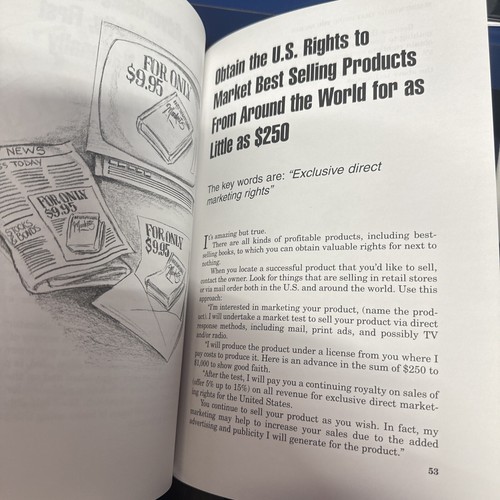 FOR ONLY
$9.95
NEWS
S TODAY
FOR ONLY
$9.95
STOCKS
& BONDS
FOR ONLY
$9.95
Obtain the U.S. Rights to
Market Best Selling Products
From Around the World for as
Little as $250
The key words are: "Exclusive direct
marketing rights"
It's amazing but true.
There are all kinds of profitable products, including best-
selling books, to which you can obtain valuable rights for next to
nothing.
When you locate a successful product that you'd like to sell,
contact the owner. Look for things that are selling in retail stores
or via mail order both in the U.S. and around the world. Use this
approach:
"I'm interested in marketing your product, (name the prod-
uct). I will undertake a market test to sell your product via direct
response methods, including mail, print ads, and possibly TV
and/or radio.
"I will produce the product under a license from you where I
pay costs to produce it. Here is an advance in the sum of $250 to
$1,000 to show good faith.
"After the test, I will pay you a continuing royalty on sales of
(offer 5% up to 15%) on all revenue for exclusive direct market-
ing rights for the United States.
You continue to sell your product as you wish. In fact, my
marketing may help to increase your sales due to the added
advertising and publicity I will generate for the product."
53